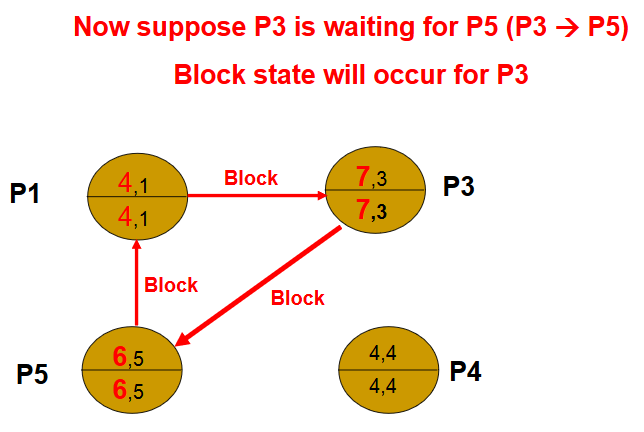 Now suppose P3 is waiting for P5 (P3 → P5)
Block state will occur for P3
P1
4,1
4,1
Block
7,3
7,3
P3
Block
Block
P5
6,5
6,5
4,4
4,4
P4